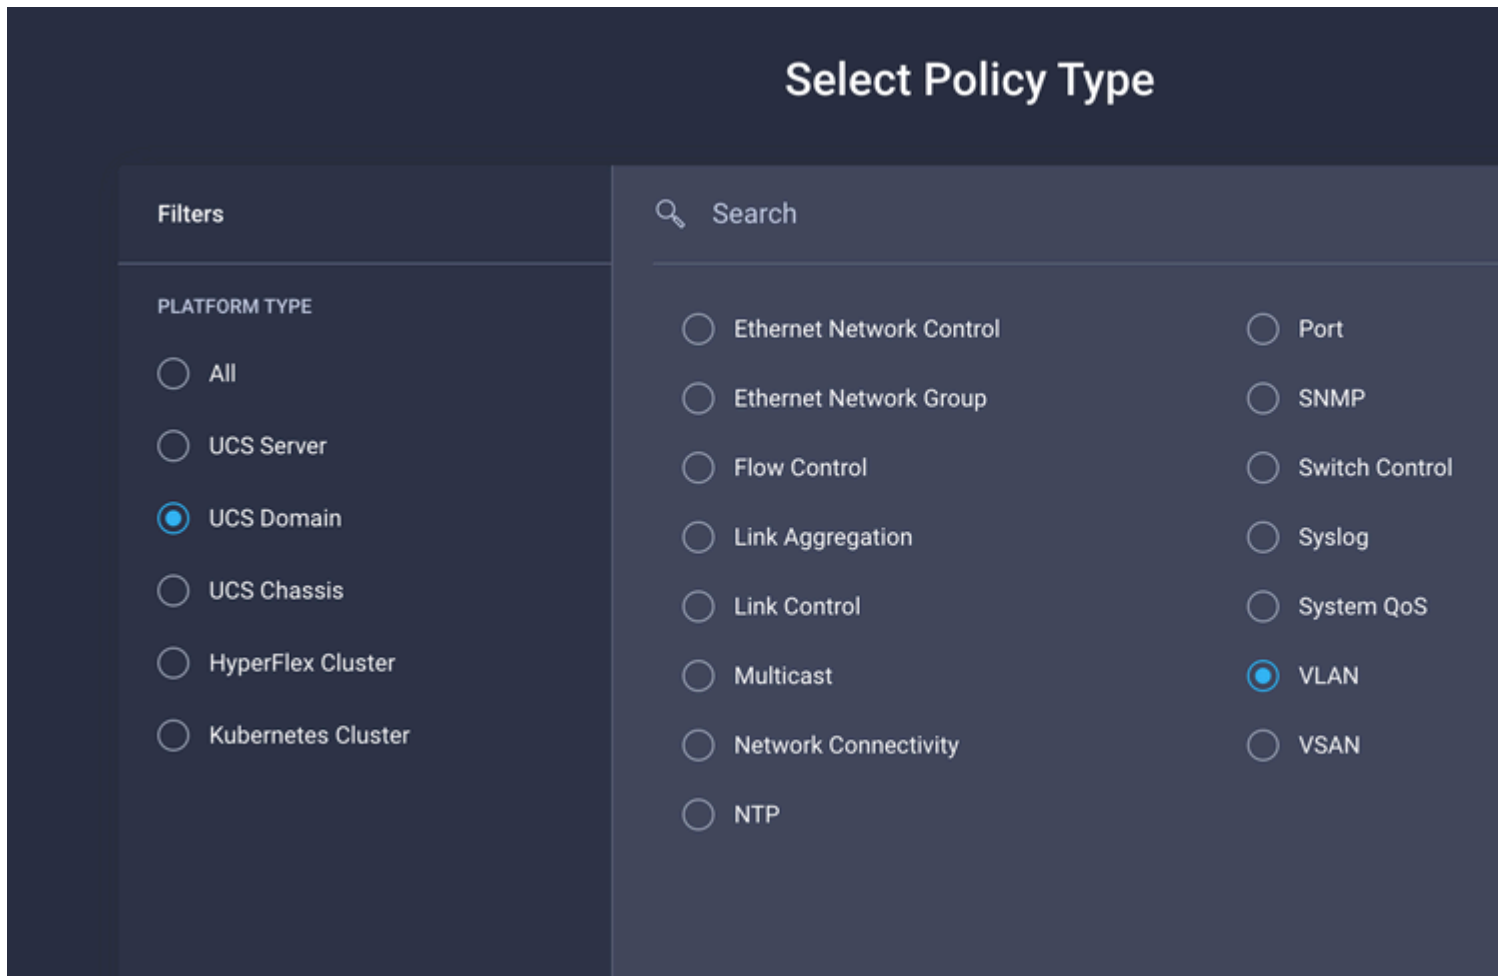 Select Policy Type
Filters
Search
PLATFORM TYPE
All
UCS Server
UCS Domain
UCS Chassis
HyperFlex Cluster
Kubernetes Cluster
Ethernet Network Control
Ethernet Network Group
Flow Control
Link Aggregation
Link Control
Multicast
Network Connectivity
NTP
Port
SNMP
Switch Control
Syslog
System QoS
VLAN
VSAN